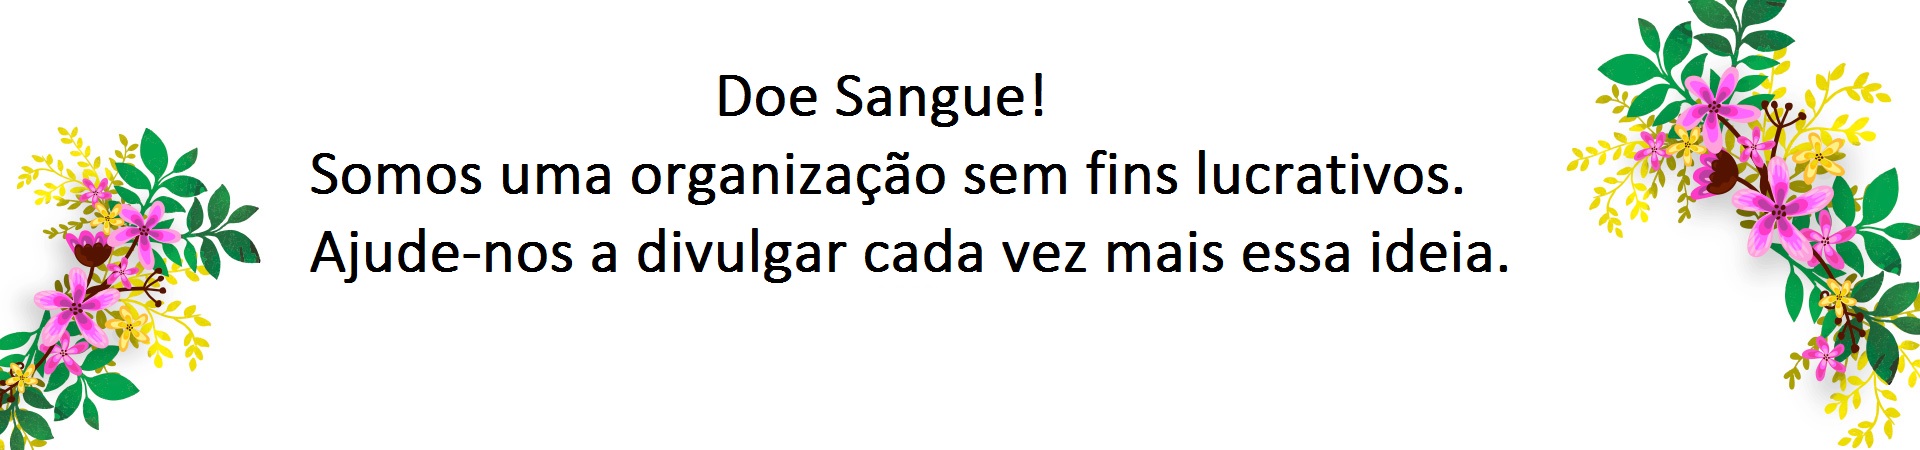 Doe Sangue!
Somos uma organização sem fins lucrativos.
Ajude-nos a divulgar cada vez mais essa ideia.